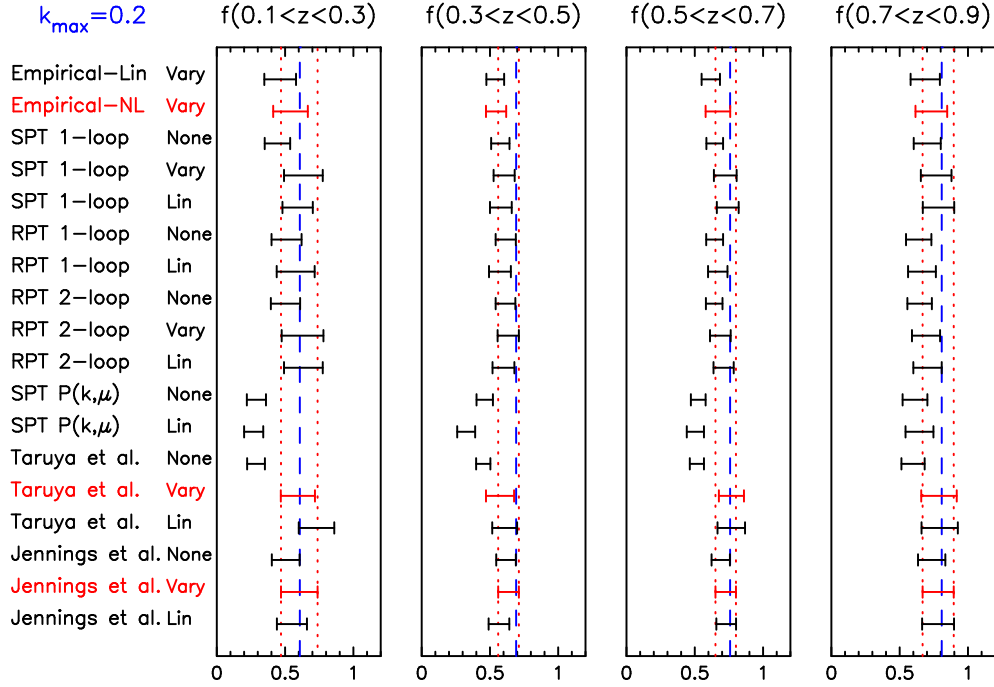 k_max=0.2 f(0.1<z<0.3) f(0.3<z<0.5) f(0.5<z<0.7) f(0.7<z<0.9)
Empirical-Lin Vary
Empirical-NL Vary
SPT 1-loop None
SPT 1-loop Vary
SPT 1-loop Lin
RPT 1-loop None
RPT 1-loop Lin
RPT 2-loop None
RPT 2-loop Vary
RPT 2-loop Lin
SPT P(k,μ) None
SPT P(k,μ) Lin
Taruya et al. None
Taruya et al. Vary
Taruya et al. Lin
Jennings et al. None
Jennings et al. Vary
Jennings et al. Lin
0 0.5 1 0 0.5 1 0 0.5 1 0 0.5 1